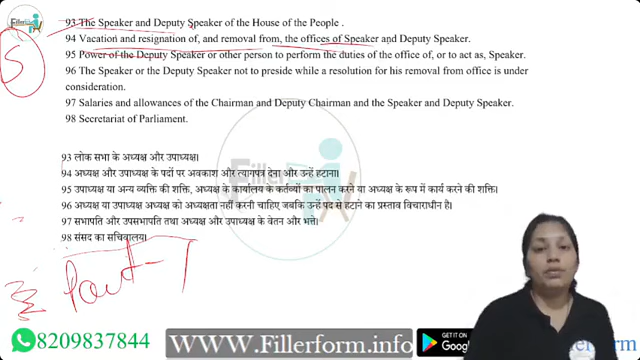 93 The Speaker and Deputy Speaker of the House of the People .
94 Vacation and resignation of, and removal from, the offices of Speaker and Deputy Speaker.
95 Power of the Deputy Speaker or other person to perform the duties of the office of, or to act as, Speaker.
96 The Speaker or the Deputy Speaker not to preside while a resolution for his removal from office is under
consideration.
97 Salaries and allowances of the Chairman and Deputy Chairman and the Speaker and Deputy Speaker.
98 Secretariat of Parliament.
93 लोक सभा के अध्यक्ष और उपाध्यक्ष।
94 अध्यक्ष और उपाध्यक्ष के पदों पर अवकाश और त्यागपत्र देना और उन्हें हटाना।
95 उपाध्यक्ष या अन्य व्यक्ति की शक्ति, अध्यक्ष के कार्यालय के कर्तव्यों का पालन करने या अध्यक्ष के रूप में कार्य करने की शक्ति।
96 अध्यक्ष या उपाध्यक्ष अध्यक्ष को अध्यक्षता नहीं करनी चाहिए जबकि उन्हें पद से हटाने का प्रस्ताव विचाराधीन है।
97 सभापति और उपसभापति तथा अध्यक्ष और उपाध्यक्ष के वेतन और भत्ते।
98 संसद का सचिवालय।
5
Part-1
8209837844 www.Fillerform.info GET IT ON Google